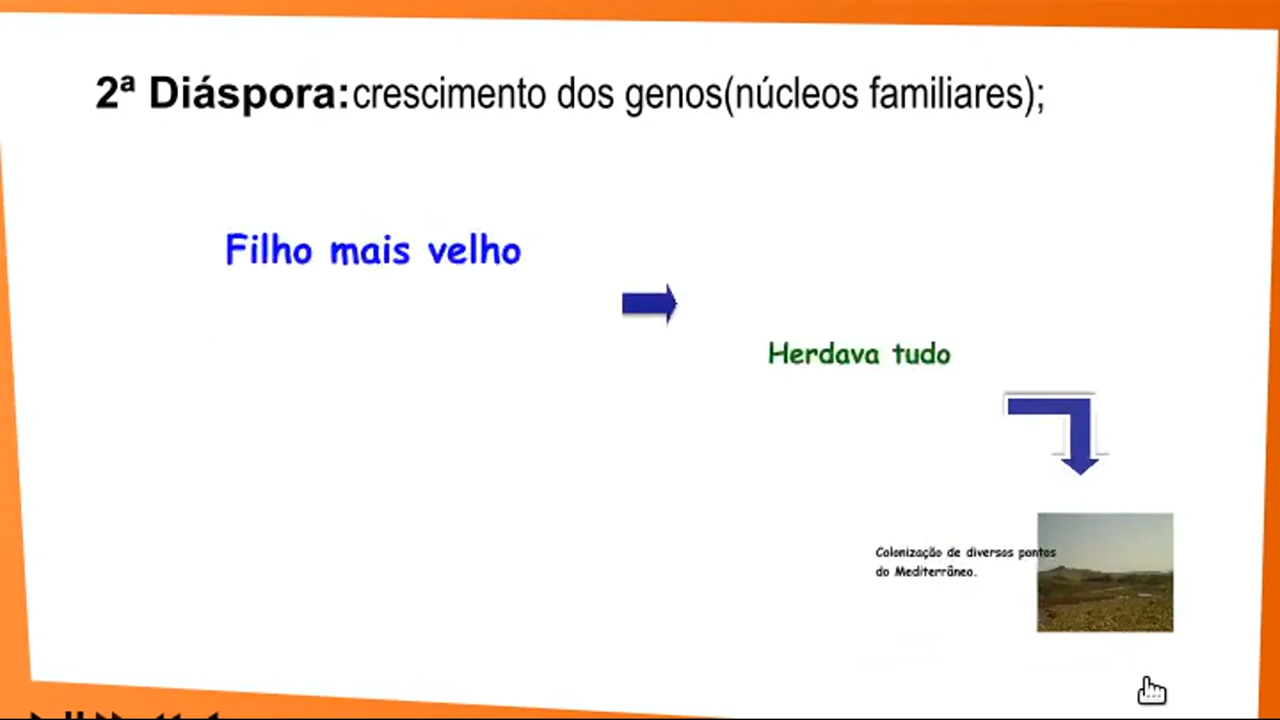 2ª Diáspora:crescimento dos genos(núcleos familiares);
Filho mais velho
Herdava tudo
Colonização de diversos pontos
do Mediterrâneo.